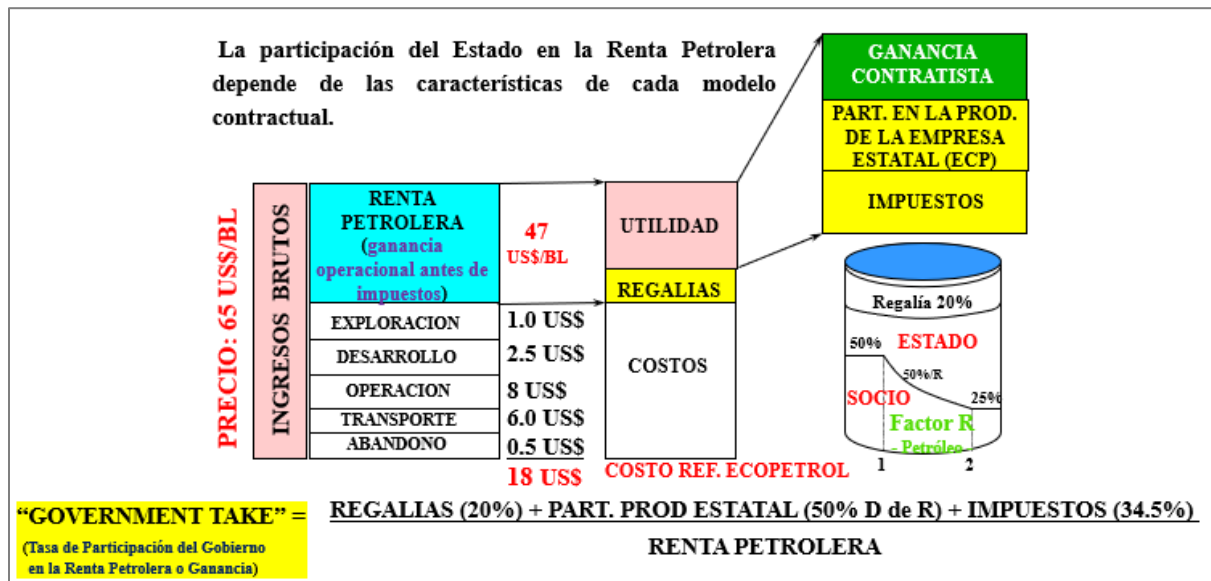 La participación del Estado en la Renta Petrolera
depende de las características de cada modelo
contractual.
GANANCIA
CONTRATISTA
PART. EN LA PROD.
DE LA EMPRESA
ESTATAL (ECP)
IMPUESTOS
PRECIO: 65 US$/BL
INGRESOS BRUTOS
RENTA
PETROLERA
(ganancia
operacional antes de
impuestos)
47
US$/BL
EXPLORACION
1.0 US$
DESARROLLO
2.5 US$
OPERACION
8 US$
TRANSPORTE
6.0 US$
ABANDONO
0.5 US$
18 US$
UTILIDAD
REGALIAS
COSTOS
COSTO REF. ECOPETROL
Regalía 20%
50%
ESTADO
50%/R
SOCIO
25%
Factor R
- Petróleo -
1 2
“GOVERNMENT TAKE” =
(Tasa de Participación del Gobierno
en la Renta Petrolera o Ganancia)
REGALIAS (20%) + PART. PROD ESTATAL (50% D de R) + IMPUESTOS (34.5%)
RENTA PETROLERA